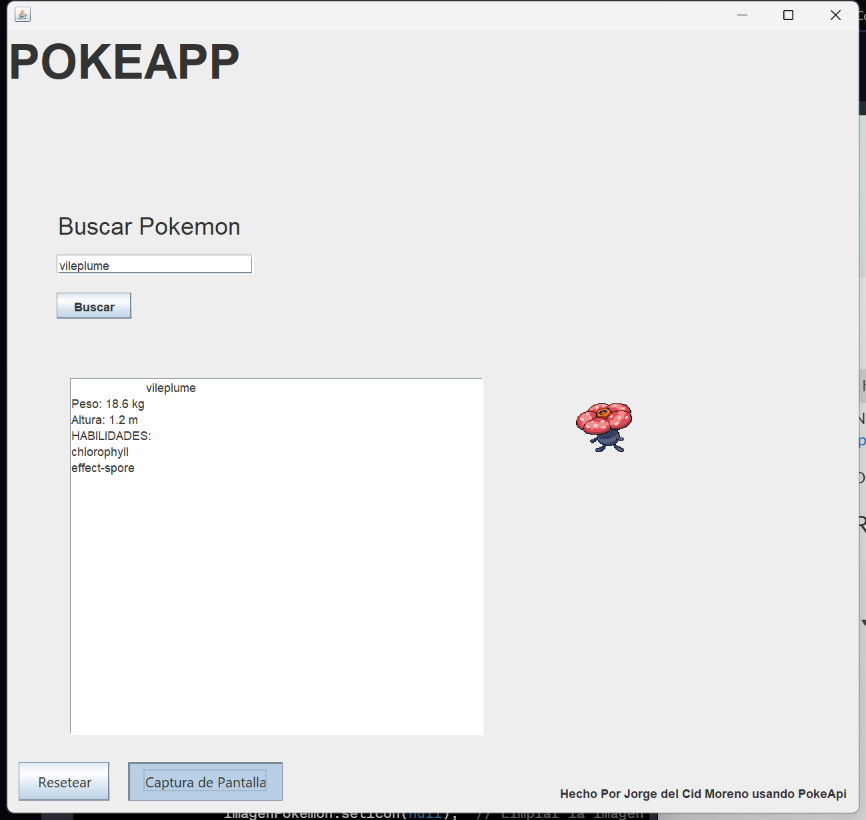 POKEAPP
Buscar Pokemon
vileplume
Buscar
vileplume
Peso: 18.6 kg
Altura: 1.2 m
HABILIDADES:
chlorophyll
effect-spore
Resetear
Captura de Pantalla
Hecho Por Jorge del Cid Moreno usando PokeApi
imagenPokemon.setIcon(null); // Limpiar la imagen